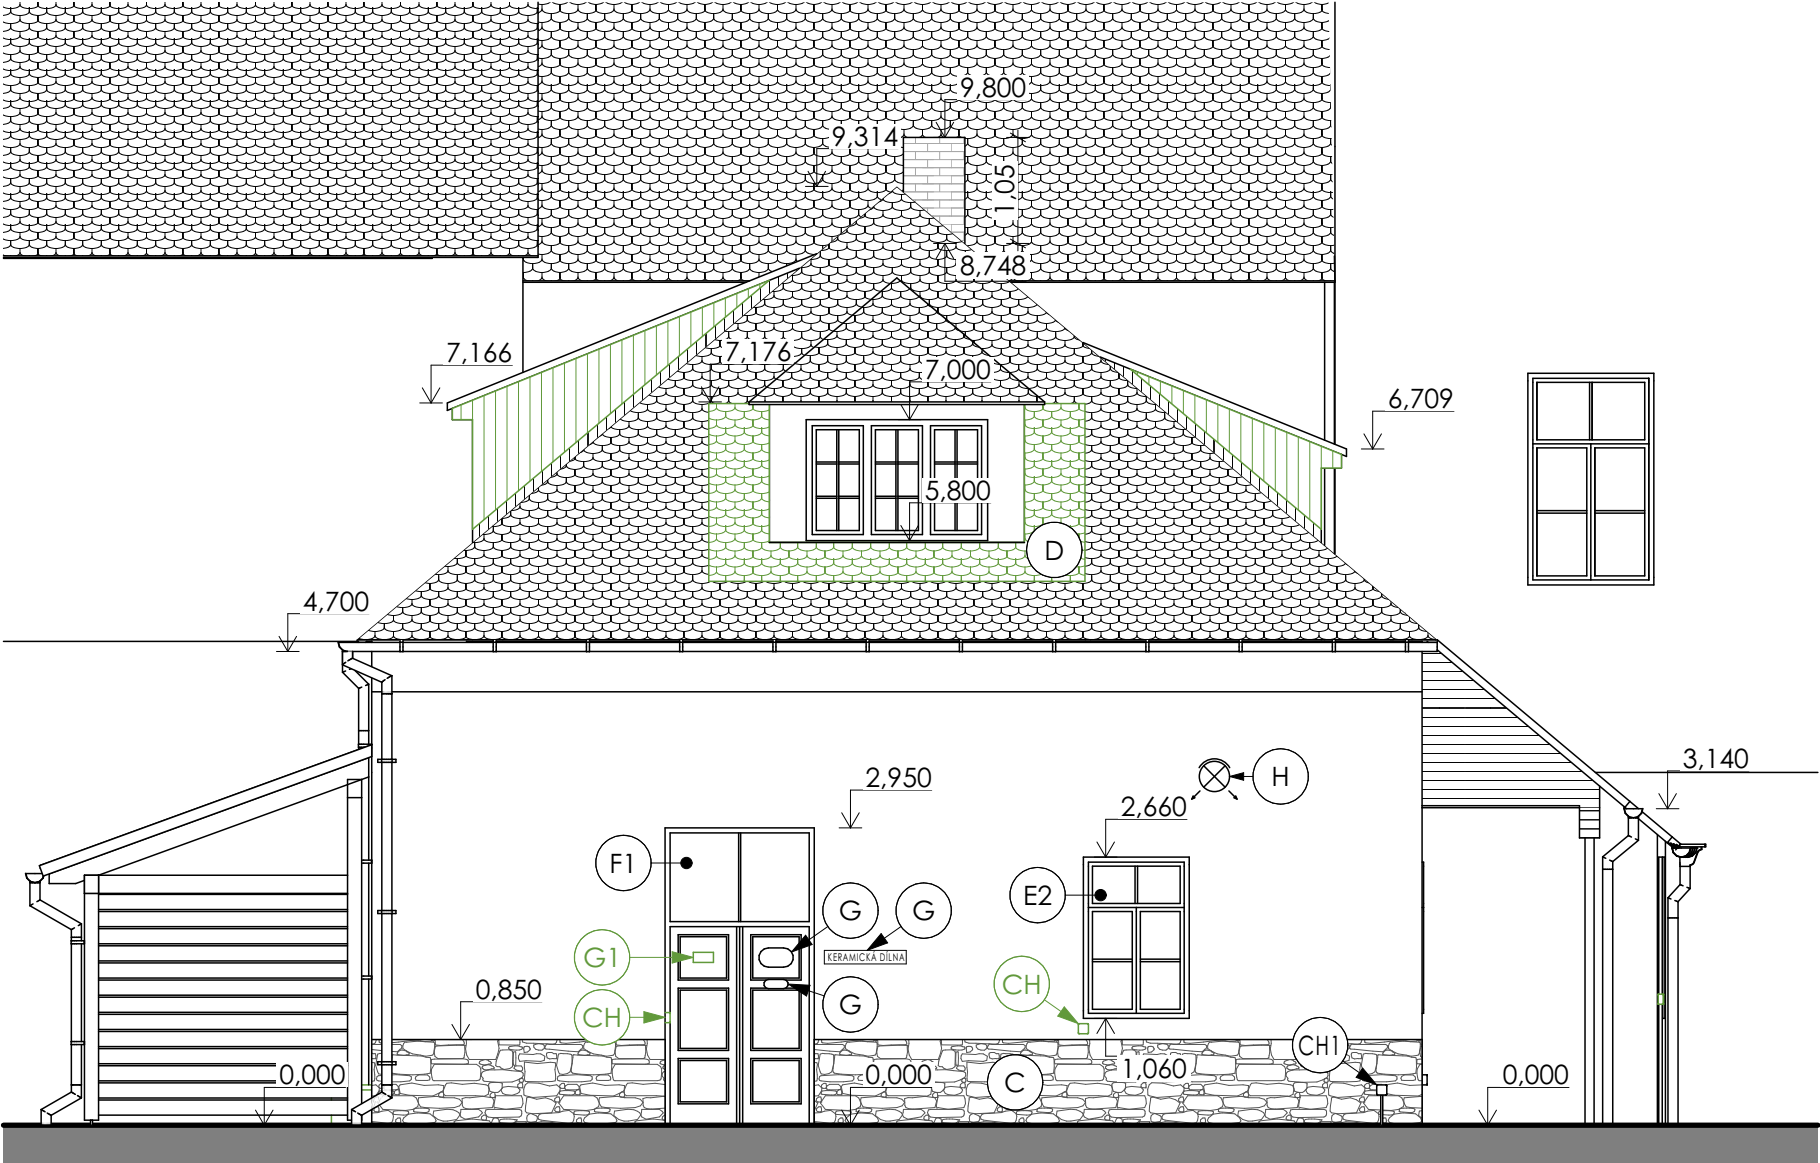 9,800
9,314
1,05
8,748
7,166
7,176
7,000
6,709
5,800
D
4,700
3,140
2,950
H
2,660
F1
E2
G
G
KERAMICKÁ DÍLNA
G1
0,850
CH
G
CH
CH1
0,000
0,000
C
1,060
0,000